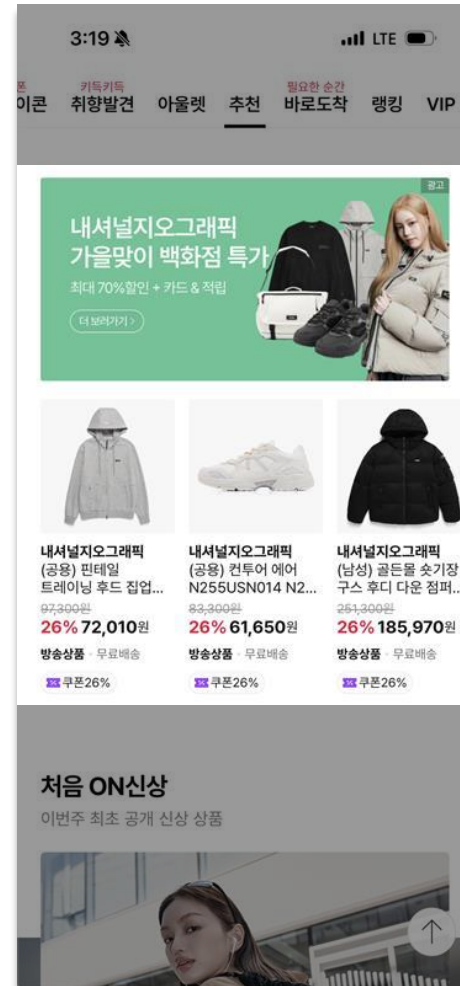 3:19
LTE
폰
이콘
키득키득
취향발견
아울렛
추천
필요한 순간
바로도착
랭킹
VIP
광고
내셔널지오그래픽
가을맞이 백화점 특가
최대 70%할인 + 카드 & 적립
더 보러가기 >
내셔널지오그래픽
(공용) 핀테일
트레이닝 후드 집업...
97,300원
26% 72,010원
방송상품 · 무료배송
쿠폰26%
내셔널지오그래픽
(공용) 컨투어 에어
N255USN014 N2...
83,300원
26% 61,650원
방송상품 · 무료배송
쿠폰26%
내셔널지오그래픽
(남성) 골든몰 숏기장
구스 후디 다운 점퍼...
251,300원
26% 185,970원
방송상품 · 무료배송
쿠폰26%
처음 ON신상
이번주 최초 공개 신상 상품